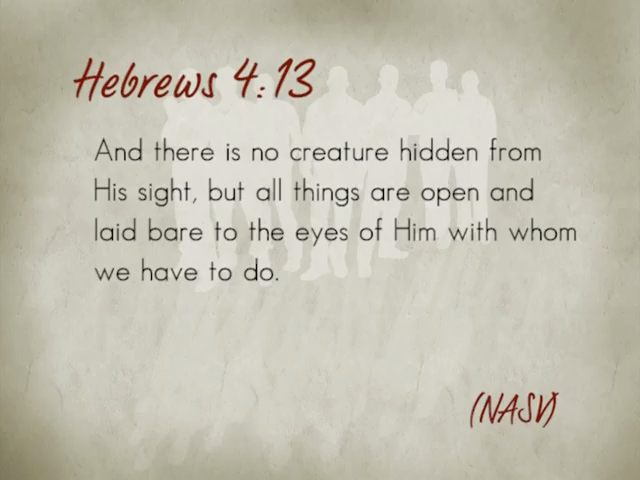 Hebrews 4:13
And there is no creature hidden from
His sight, but all things are open and
laid bare to the eyes of Him with whom
we have to do.
(NASV)